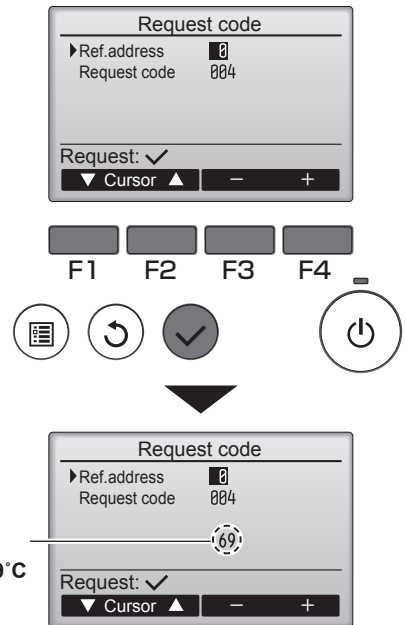 Request code
Ref.address 0
Request code 004
Request: ✓
▼ Cursor ▲ − +
F1 F2 F3 F4
Request code
Ref.address 0
Request code 004
69
°C
Request: ✓
▼ Cursor ▲ − +